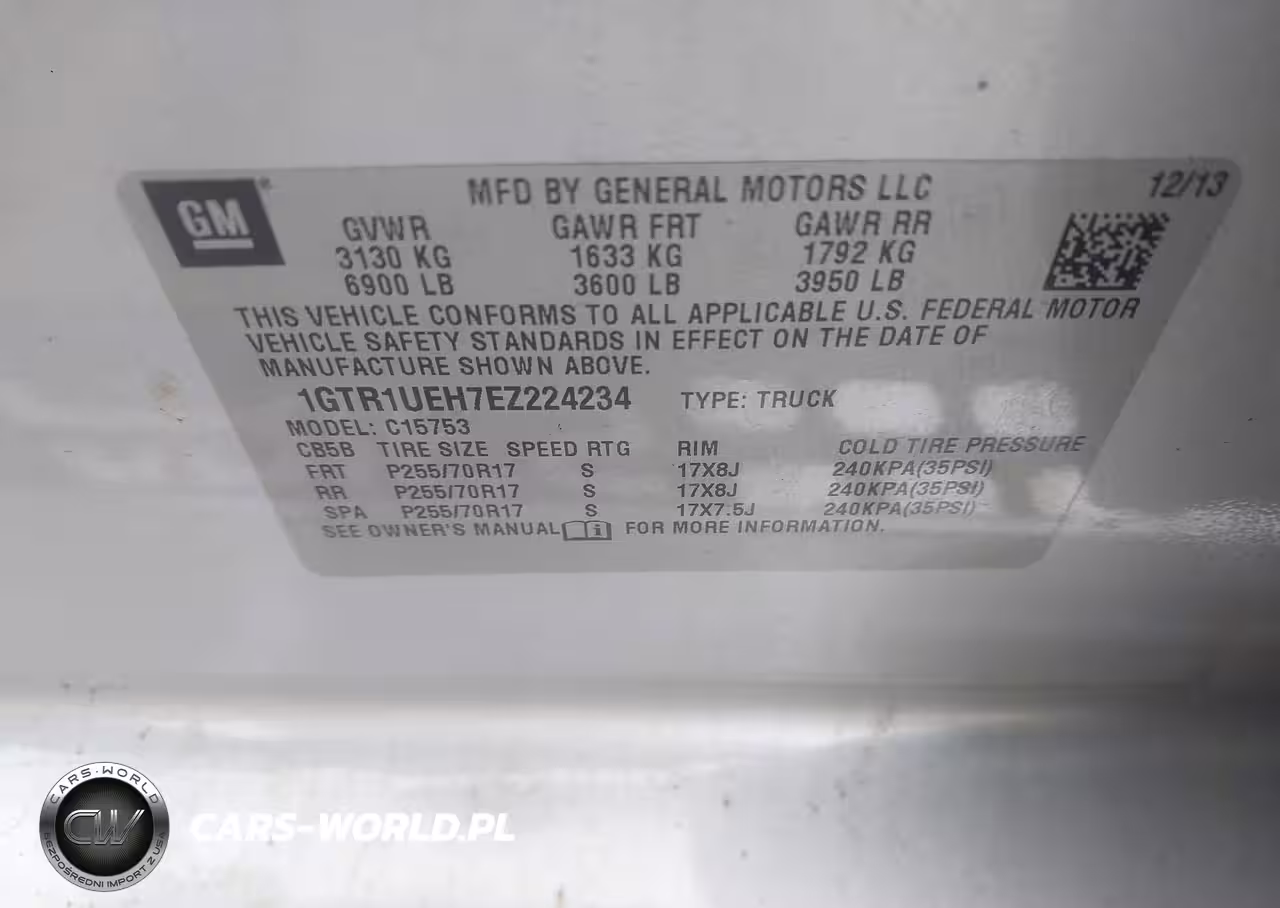 GM
MFD BY GENERAL MOTORS LLC 12/13
GVWR GAWR FRT GAWR RR
3130 KG 1633 KG 1792 KG
6900 LB 3600 LB 3950 LB
THIS VEHICLE CONFORMS TO ALL APPLICABLE U.S. FEDERAL MOTOR
VEHICLE SAFETY STANDARDS IN EFFECT ON THE DATE OF
MANUFACTURE SHOWN ABOVE.
1GTR1UEH7EZ224234 TYPE: TRUCK
MODEL: C15753
CB5B TIRE SIZE SPEED RTG RIM COLD TIRE PRESSURE
FRT P255/70R17 S 17X8J 240KPA(35PSI)
RR P255/70R17 S 17X8J 240KPA(35PSI)
SPA P255/70R17 S 17X7.5J 240KPA(35PSI)
SEE OWNER'S MANUAL FOR MORE INFORMATION.
CARS-WORLD
CW
BEZPOŚREDNI IMPORT Z USA
CARS-WORLD.PL